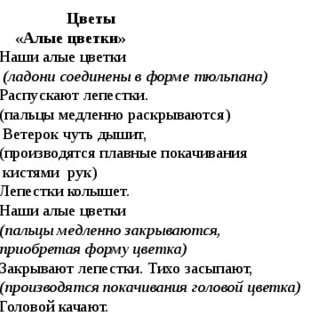 Цветы
«Алые цветки»
Наши алые цветки
(ладони соединены в форме тюльпана)
Распускают лепестки.
(пальцы медленно раскрываются)
Ветерок чуть дышит,
(производятся плавные покачивания
кистями рук)
Лепестки колышет.
Наши алые цветки
(пальцы медленно закрываются,
приобретая форму цветка)
Закрывают лепестки. Тихо засыпают,
(производятся покачивания головой цветка)
Головой качают.